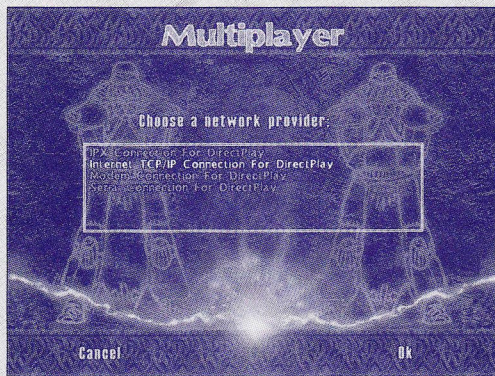 Multiplayer
Choose a network provider:
IPX Connection For DirectPlay
Internet TCP/IP Connection For DirectPlay
Modem Connection For DirectPlay
Serial Connection For DirectPlay
Cancel
Ok